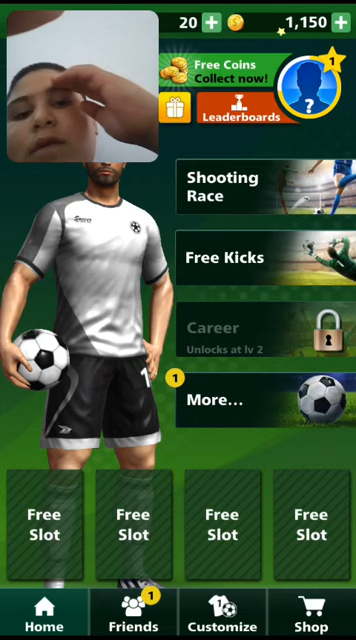 20
1,150
Free Coins
Collect now!
1
?
Leaderboards
Shooting
Race
Free Kicks
Career
Unlocks at lv 2
1
More...
Free
Slot
Free
Slot
Free
Slot
Free
Slot
1
Home
Friends
Customize
Shop